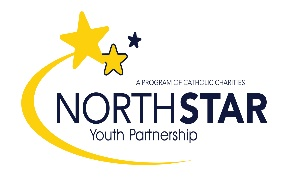 A PROGRAM OF CATHOLIC CHARITIES
NORTHSTAR
Youth Partnership